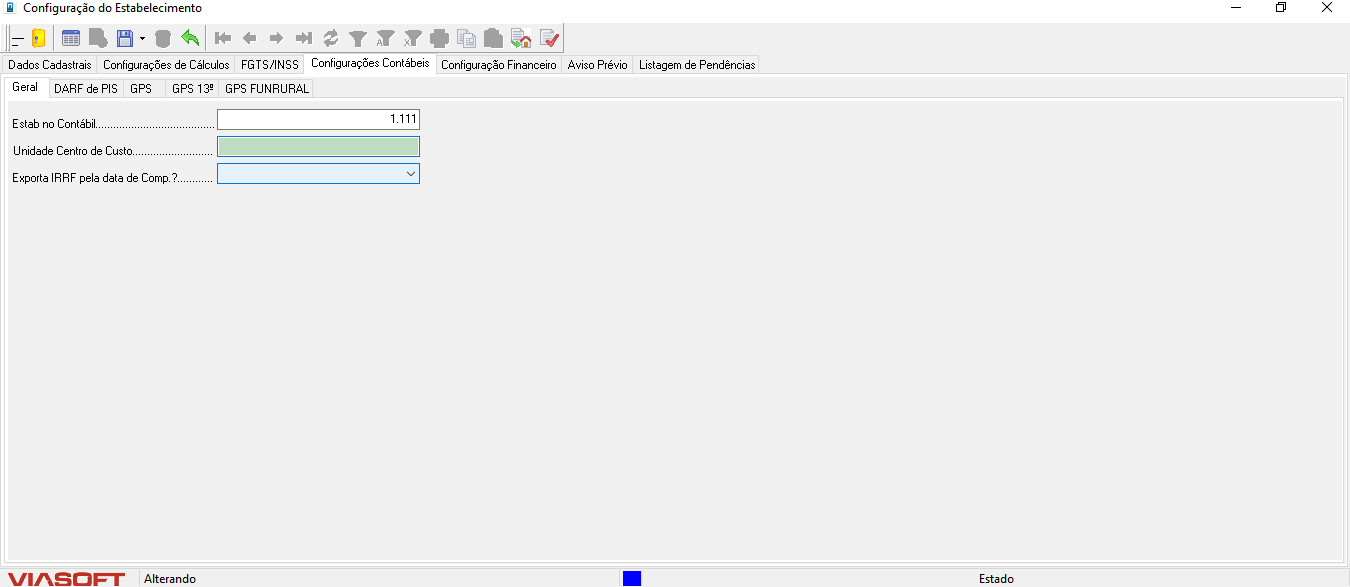 Configuração do Estabelecimento
Dados Cadastrais Configurações de Cálculos FGTS/INSS Configurações Contábeis Configuração Financeiro Aviso Prévio Listagem de Pendências
Geral DARF de PIS GPS GPS 13º GPS FUNRURAL
Estab no Contábil....................................... 1.111
Unidade Centro de Custo..........................
Exporta IRRF pela data de Comp.?............
VIASOFT Alterando Estado